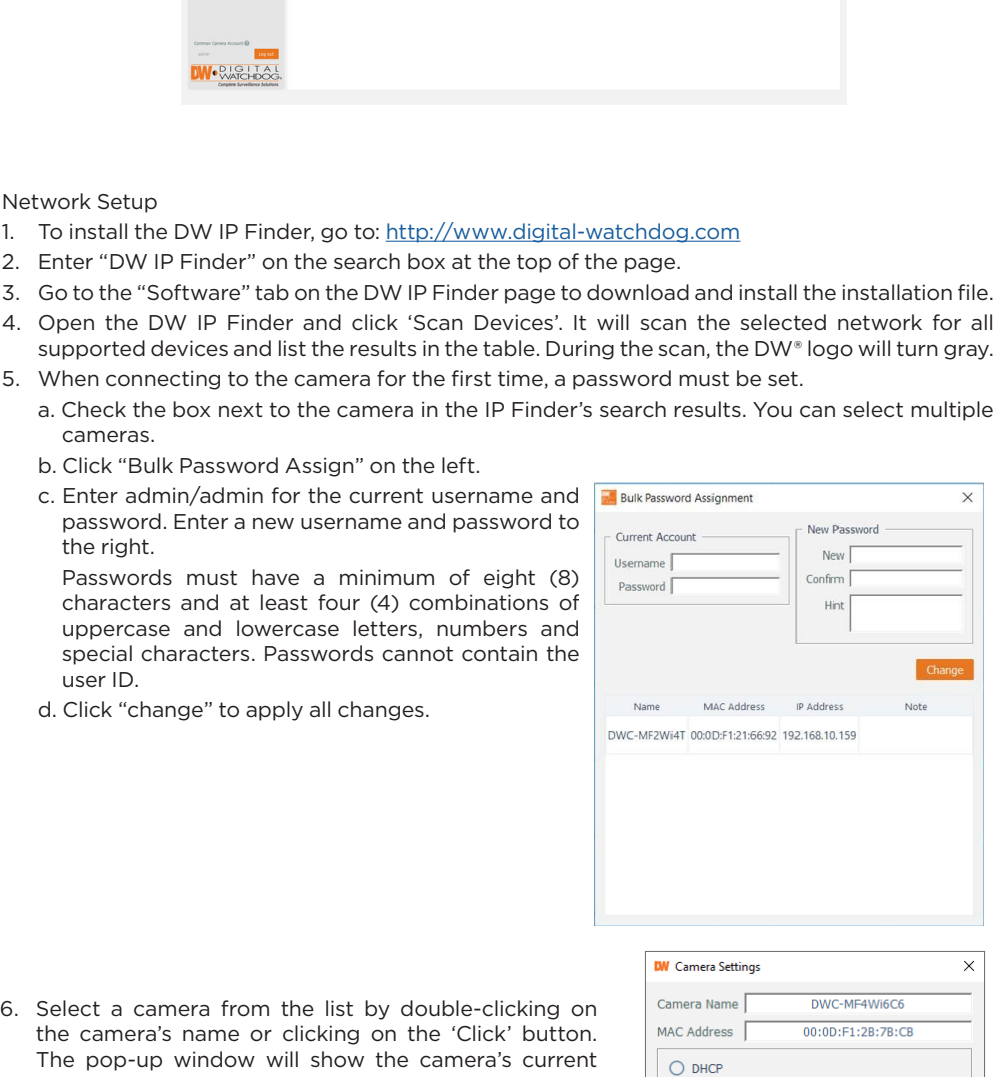 Common Camera Account
admin
Log out
DW DIGITAL
WATCHDOG®
Complete Surveillance Solutions
Network Setup
1. To install the DW IP Finder, go to: http://www.digital-watchdog.com
2. Enter “DW IP Finder” on the search box at the top of the page.
3. Go to the “Software” tab on the DW IP Finder page to download and install the installation file.
4. Open the DW IP Finder and click ‘Scan Devices’. It will scan the selected network for all
supported devices and list the results in the table. During the scan, the DW® logo will turn gray.
5. When connecting to the camera for the first time, a password must be set.
a. Check the box next to the camera in the IP Finder’s search results. You can select multiple
cameras.
b. Click “Bulk Password Assign” on the left.
c. Enter admin/admin for the current username and
password. Enter a new username and password to
the right.
Passwords must have a minimum of eight (8)
characters and at least four (4) combinations of
uppercase and lowercase letters, numbers and
special characters. Passwords cannot contain the
user ID.
d. Click “change” to apply all changes.
Bulk Password Assignment
Current Account
Username
Password
New Password
New
Confirm
Hint
Change
Name MAC Address IP Address Note
DWC-MF2Wi4T 00:0D:F1:21:66:92 192.168.10.159
6. Select a camera from the list by double-clicking on
the camera’s name or clicking on the ‘Click’ button.
The pop-up window will show the camera’s current
DW Camera Settings
Camera Name DWC-MF4Wi6C6
MAC Address 00:0D:F1:2B:7B:CB
DHCP